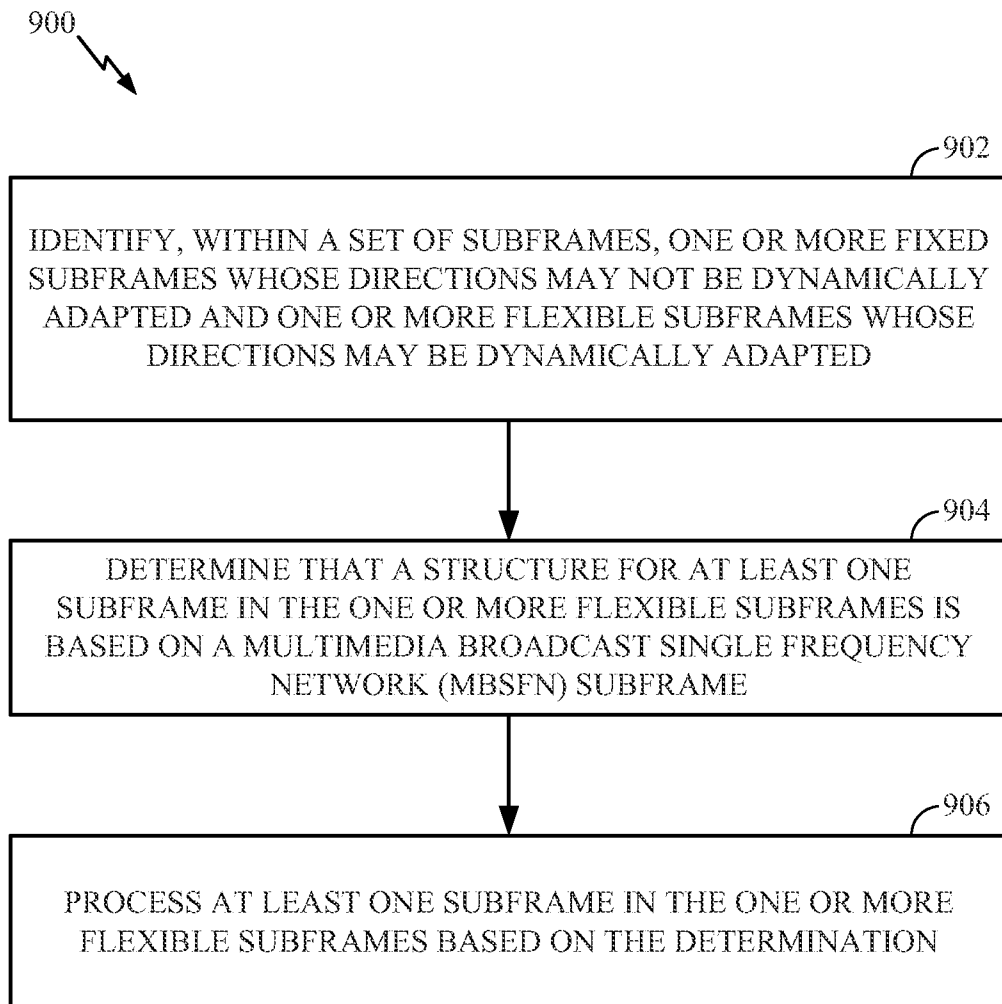 900
902
IDENTIFY, WITHIN A SET OF SUBFRAMES, ONE OR MORE FIXED
SUBFRAMES WHOSE DIRECTIONS MAY NOT BE DYNAMICALLY
ADAPTED AND ONE OR MORE FLEXIBLE SUBFRAMES WHOSE
DIRECTIONS MAY BE DYNAMICALLY ADAPTED
904
DETERMINE THAT A STRUCTURE FOR AT LEAST ONE
SUBFRAME IN THE ONE OR MORE FLEXIBLE SUBFRAMES IS
BASED ON A MULTIMEDIA BROADCAST SINGLE FREQUENCY
NETWORK (MBSFN) SUBFRAME
906
PROCESS AT LEAST ONE SUBFRAME IN THE ONE OR MORE
FLEXIBLE SUBFRAMES BASED ON THE DETERMINATION